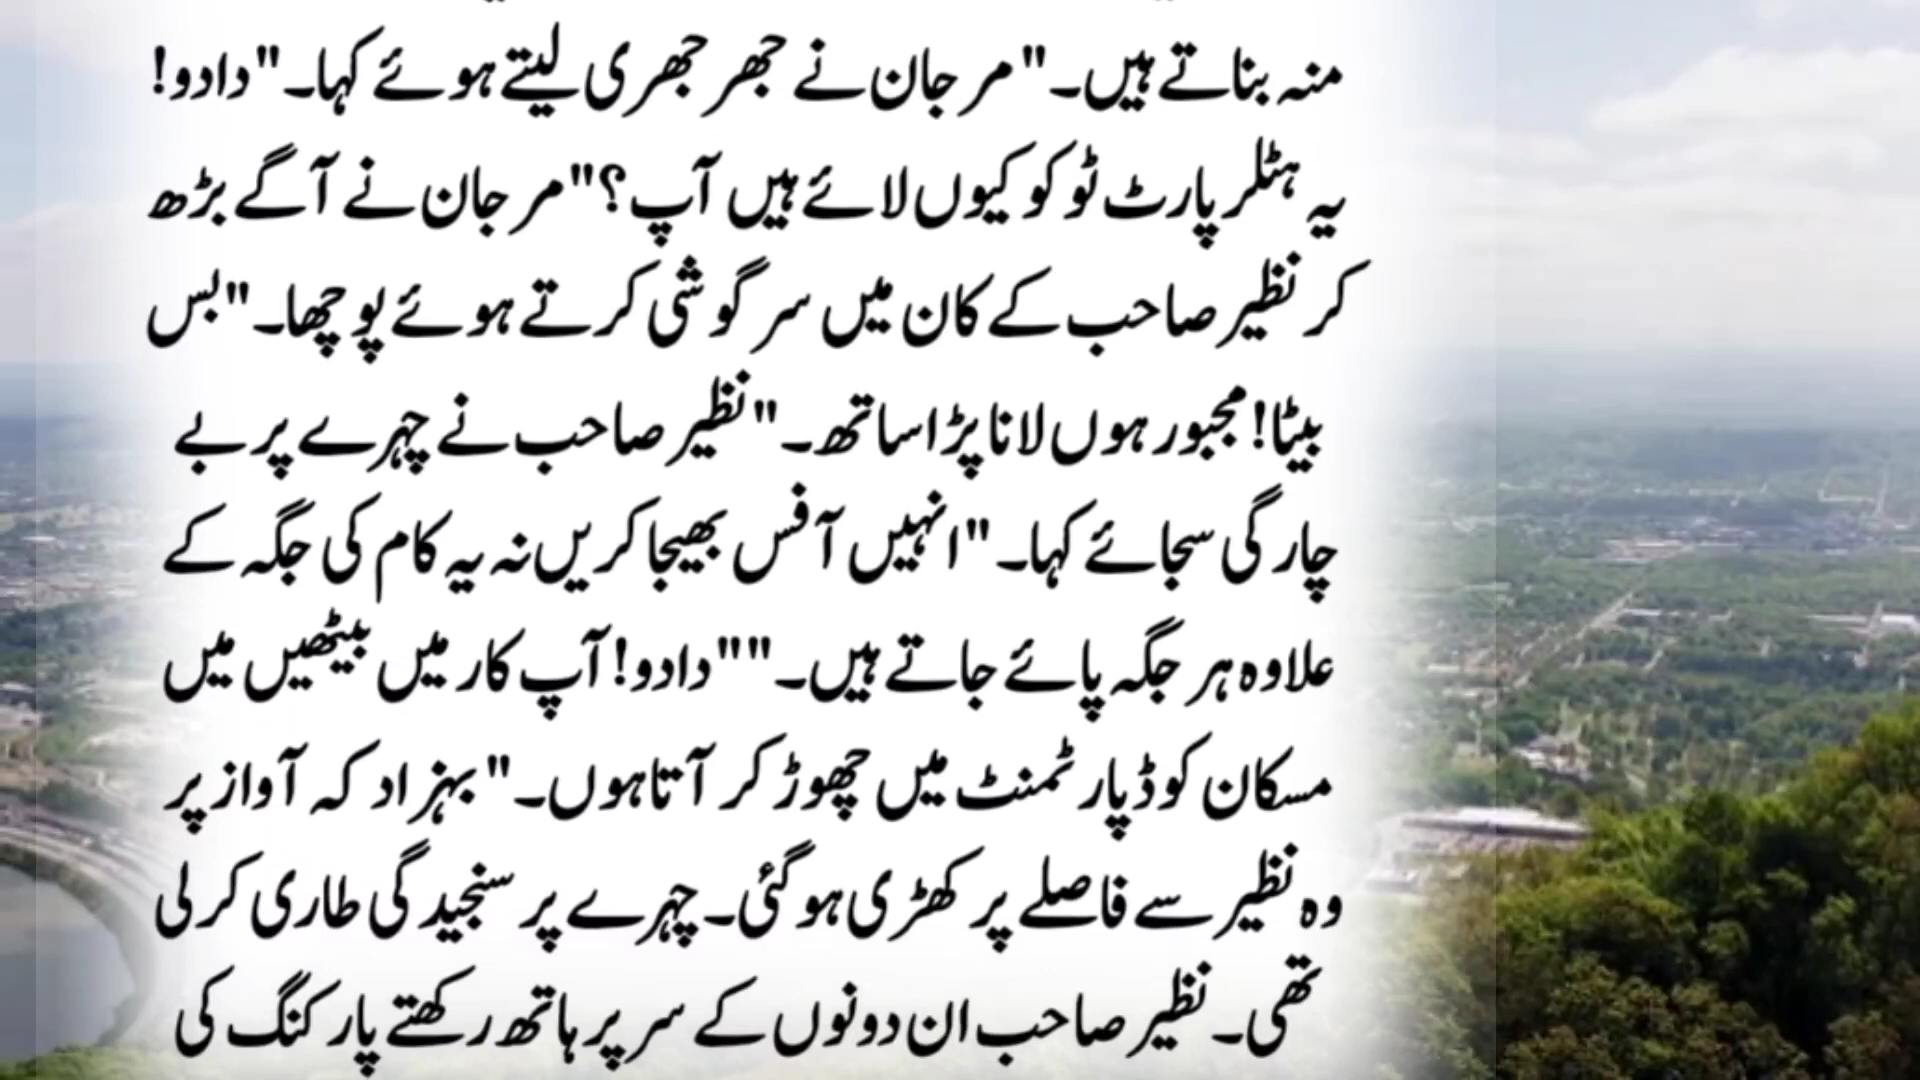 منہ بناتے ہیں۔" مرجان نے جھرجھری لیتے ہوئے کہا۔"دادو!
یہ ہٹلر پارٹ ٹو کو کیوں لائے ہیں آپ؟" مرجان نے آگے بڑھ
کر نظیر صاحب کے کان میں سرگوشی کرتے ہوئے پوچھا۔"بس
بیٹا! مجبور ہوں لانا پڑا ساتھ۔" نظیر صاحب نے چہرے پر بے
چارگی سجائے کہا۔"انہیں آفس بھیجا کریں نہ یہ کام کی جگہ کے
علاوہ ہر جگہ پائے جاتے ہیں۔""دادو! آپ کار میں بیٹھیں میں
مسکان کو ڈپارٹمنٹ میں چھوڑ کر آتا ہوں۔" بہزاد کہ آواز پر
وہ نظیر سے فاصلے پر کھڑی ہو گئی۔ چہرے پر سنجیدگی طاری کر لی
تھی۔ نظیر صاحب ان دونوں کے سر پر ہاتھ رکھتے پارکنگ کی